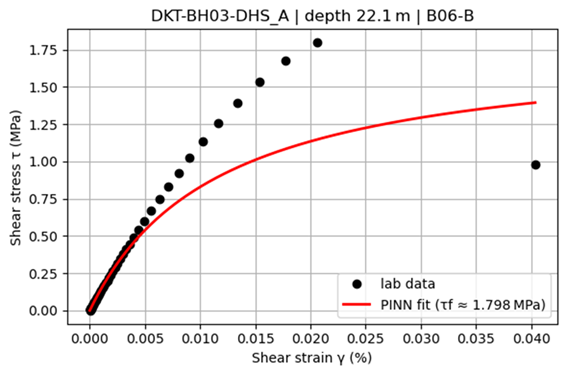 DKT-BH03-DHS_A | depth 22.1 m | B06-B
Shear stress τ (MPa)
1.75
1.50
1.25
1.00
0.75
0.50
0.25
0.00
lab data
PINN fit (τf ≈ 1.798 MPa)
0.000 0.005 0.010 0.015 0.020 0.025 0.030 0.035 0.040
Shear strain γ (%)